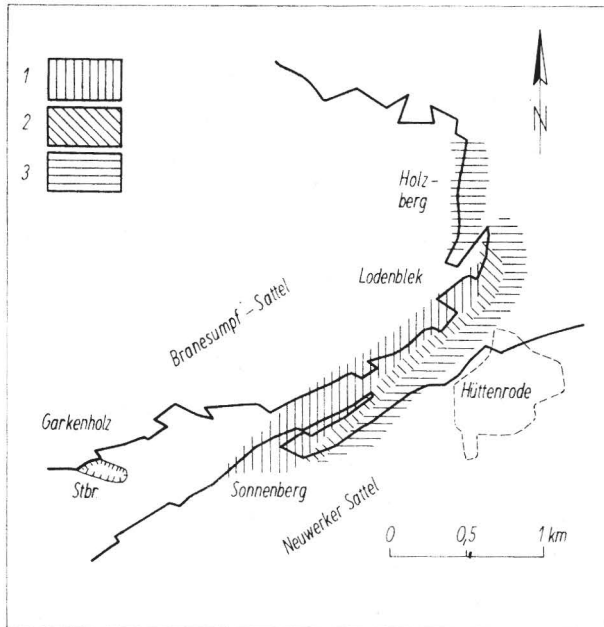 1
2
3
N
Holz-
berg
Lodenblek
Branesumpf-Sattel
Garkenholz
Hüttenrode
Stbr.
Sonnenberg
Neuwerker Sattel
0 0,5 1 km